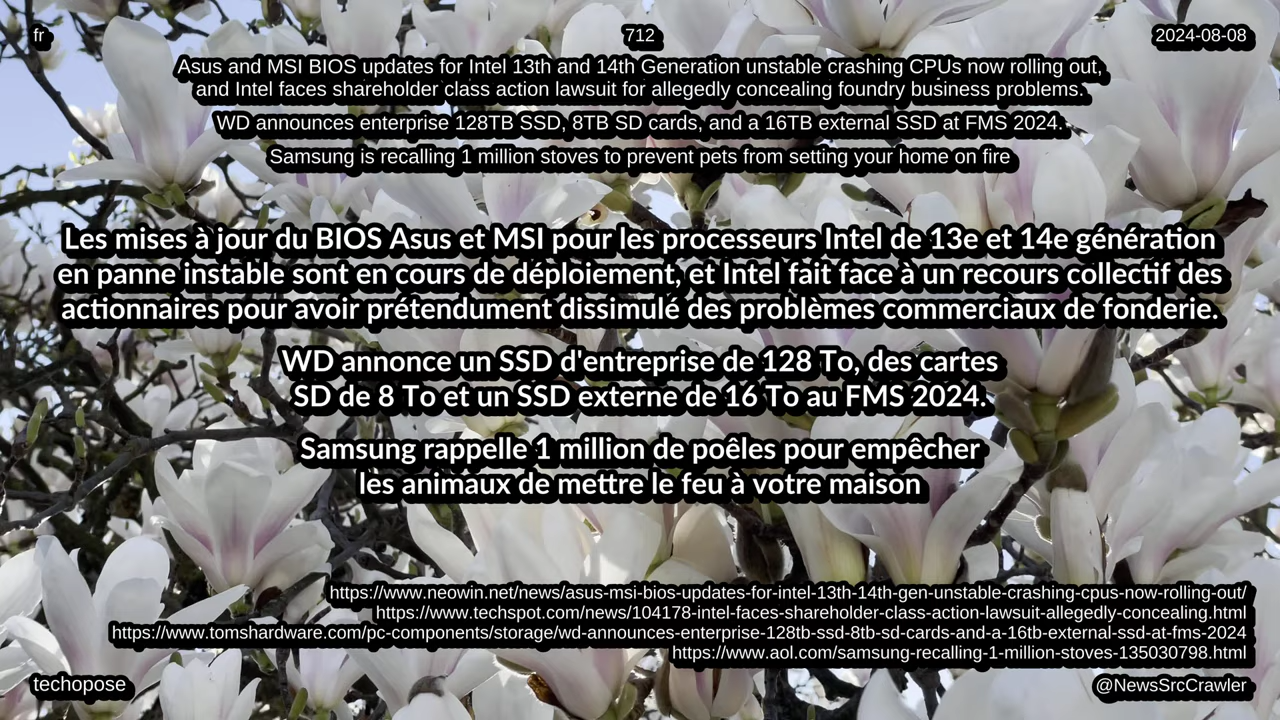 fr
712
2024-08-08
Asus and MSI BIOS updates for Intel 13th and 14th Generation unstable crashing CPUs now rolling out,
and Intel faces shareholder class action lawsuit for allegedly concealing foundry business problems.
WD announces enterprise 128TB SSD, 8TB SD cards, and a 16TB external SSD at FMS 2024.
Samsung is recalling 1 million stoves to prevent pets from setting your home on fire
Les mises à jour du BIOS Asus et MSI pour les processeurs Intel de 13e et 14e génération
en panne instable sont en cours de déploiement, et Intel fait face à un recours collectif des
actionnaires pour avoir prétendument dissimulé des problèmes commerciaux de fonderie.
WD annonce un SSD d'entreprise de 128 To, des cartes
SD de 8 To et un SSD externe de 16 To au FMS 2024.
Samsung rappelle 1 million de poêles pour empêcher
les animaux de mettre le feu à votre maison
https://www.neowin.net/news/asus-msi-bios-updates-for-intel-13th-14th-gen-unstable-crashing-cpus-now-rolling-out/
https://www.techspot.com/news/104178-intel-faces-shareholder-class-action-lawsuit-allegedly-concealing.html
https://www.tomshardware.com/pc-components/storage/wd-announces-enterprise-128tb-ssd-8tb-sd-cards-and-a-16tb-external-ssd-at-fms-2024
https://www.aol.com/samsung-recalling-1-million-stoves-135030798.html
techopose
@NewsSrcCrawler